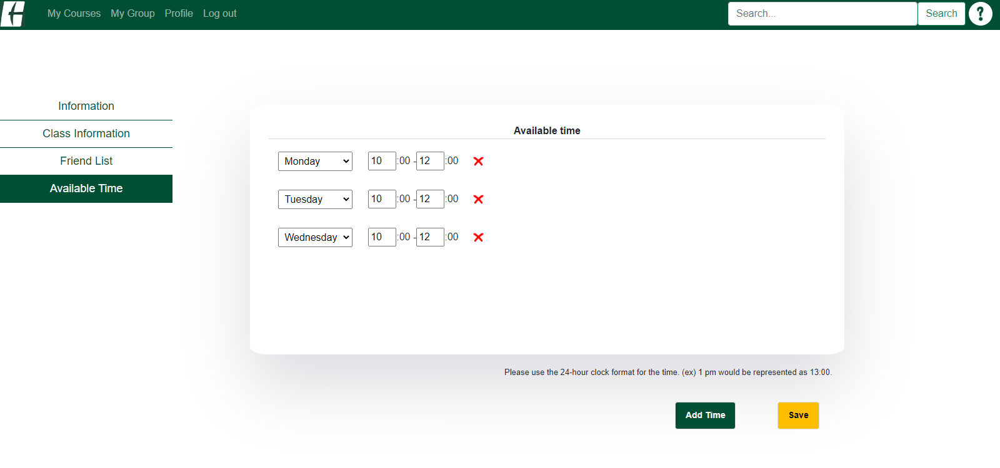 My Courses My Group Profile Log out Search... Search ?
Information
Class Information
Friend List
Available Time
Available time
Monday 10 :00 - 12 :00
Tuesday 10 :00 - 12 :00
Wednesday 10 :00 - 12 :00
Please use the 24-hour clock format for the time. (ex) 1 pm would be represented as 13:00.
Add Time Save